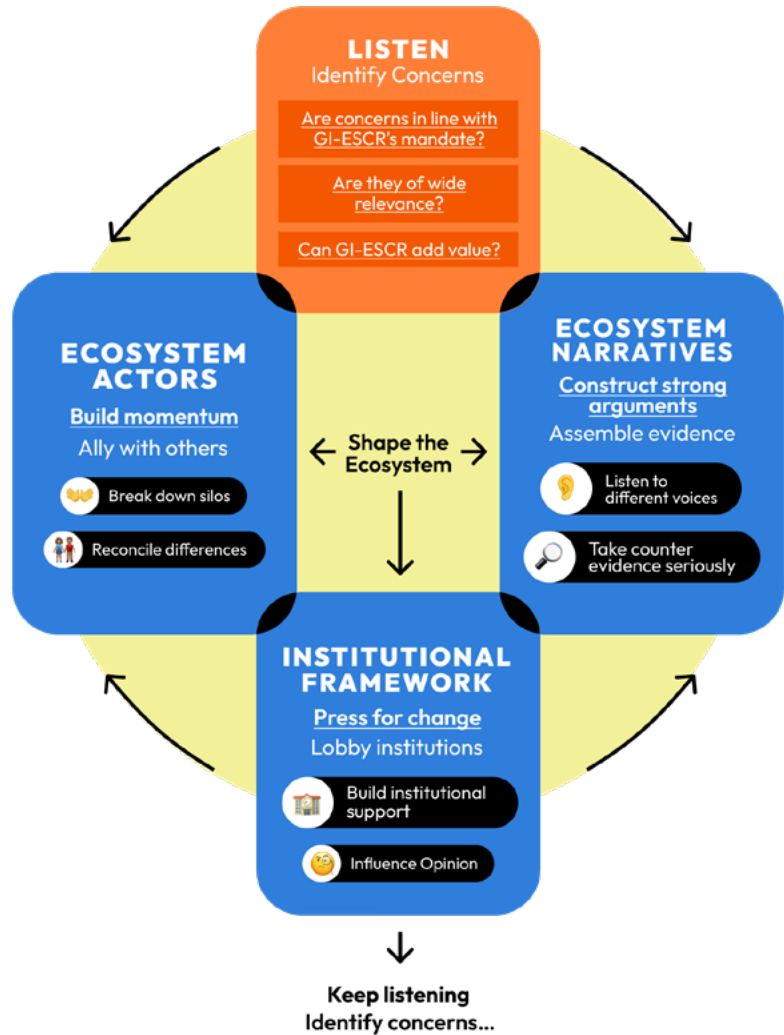 LISTEN
Identify Concerns
Are concerns in line with
GI-ESCR's mandate?
Are they of wide
relevance?
Can GI-ESCR add value?
ECOSYSTEM
ACTORS
Build momentum
Ally with others
Break down silos
Reconcile differences
Shape the
Ecosystem
ECOSYSTEM
NARRATIVES
Construct strong
arguments
Assemble evidence
Listen to
different voices
Take counter
evidence seriously
INSTITUTIONAL
FRAMEWORK
Press for change
Lobby institutions
Build institutional
support
Influence Opinion
Keep listening
Identify concerns...